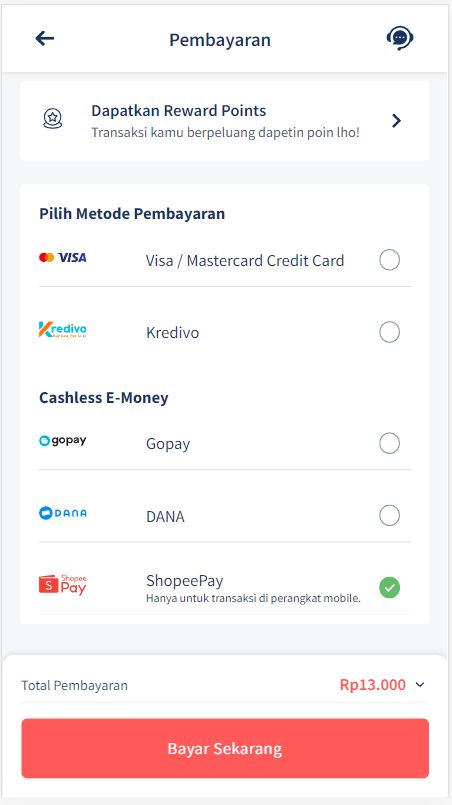 Pembayaran
Dapatkan Reward Points
Transaksi kamu berpeluang dapetin poin lho!
Pilih Metode Pembayaran
VISA Visa / Mastercard Credit Card
Kredivo Kredivo
Cashless E-Money
gopay Gopay
DANA DANA
Shopee Pay ShopeePay
Hanya untuk transaksi di perangkat mobile.
Total Pembayaran Rp13.000
Bayar Sekarang